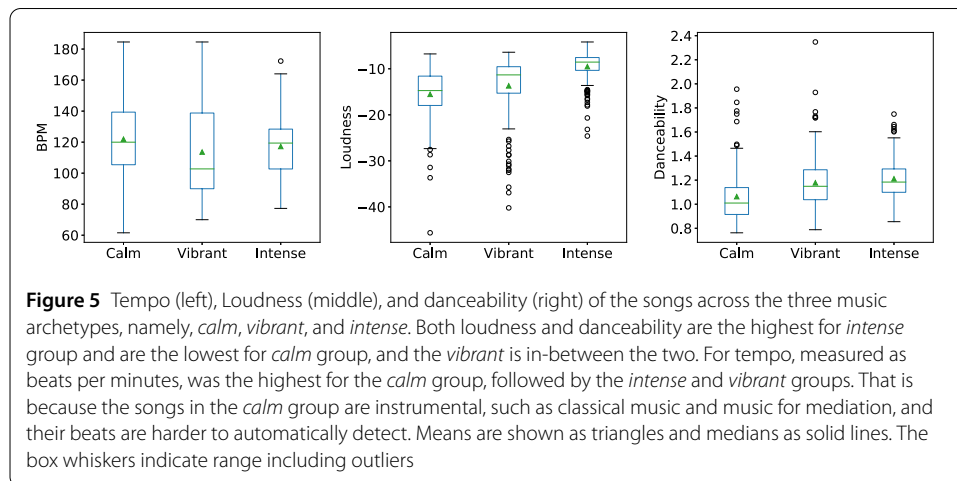 180
160
140
120
100
80
60
BPM
Calm Vibrant Intense
−10
−20
−30
−40
Loudness
Calm Vibrant Intense
2.4
2.2
2.0
1.8
1.6
1.4
1.2
1.0
0.8
Danceability
Calm Vibrant Intense
Figure 5 Tempo (left), Loudness (middle), and danceability (right) of the songs across the three music
archetypes, namely, calm, vibrant, and intense. Both loudness and danceability are the highest for intense
group and are the lowest for calm group, and the vibrant is in-between the two. For tempo, measured as
beats per minutes, was the highest for the calm group, followed by the intense and vibrant groups. That is
because the songs in the calm group are instrumental, such as classical music and music for mediation, and
their beats are harder to automatically detect. Means are shown as triangles and medians as solid lines. The
box whiskers indicate range including outliers